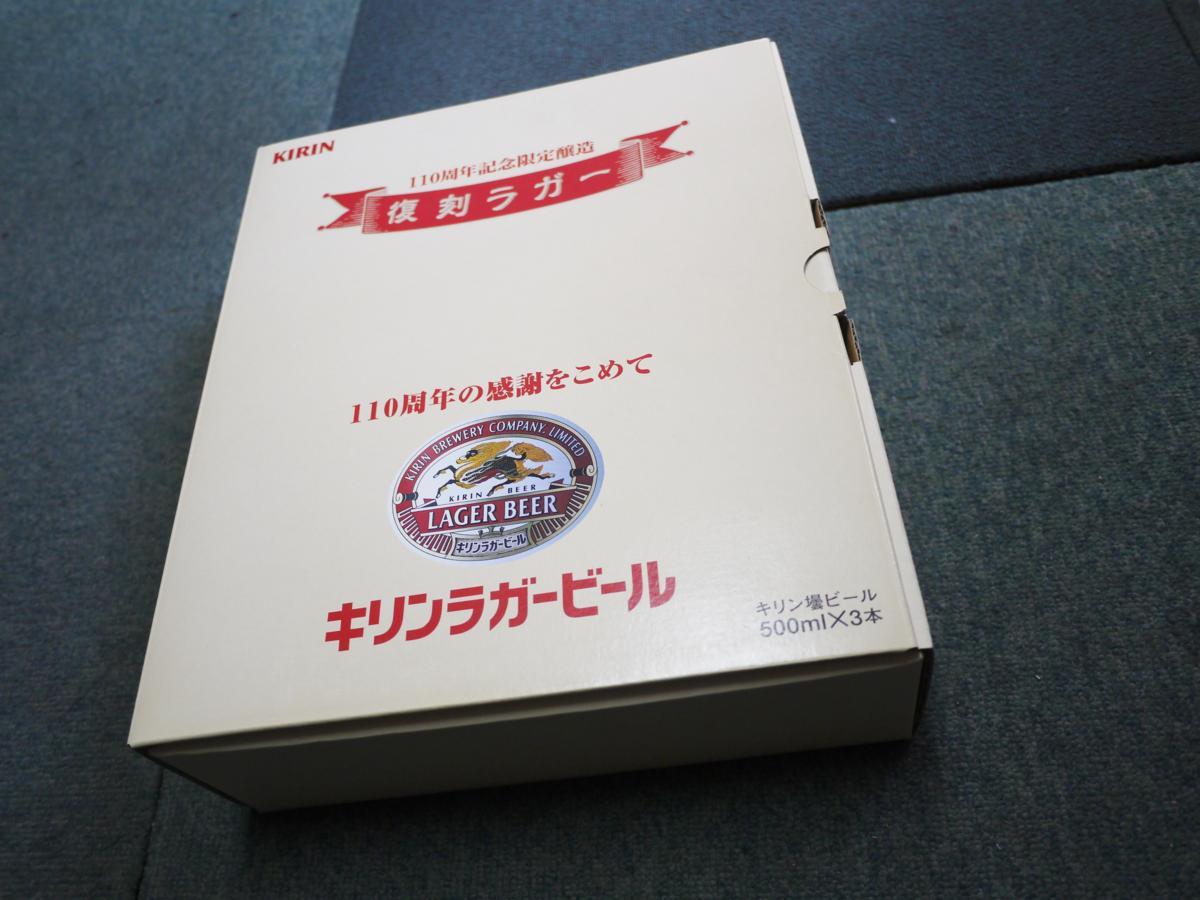 KIRIN
110周年記念限定醸造
復刻ラガー
110周年の感謝をこめて
KIRIN BREWERY COMPANY, LIMITED
KIRIN BEER
LAGER BEER
キリンラガービール
キリンラガービール
キリン壜ビール
500ml×3本